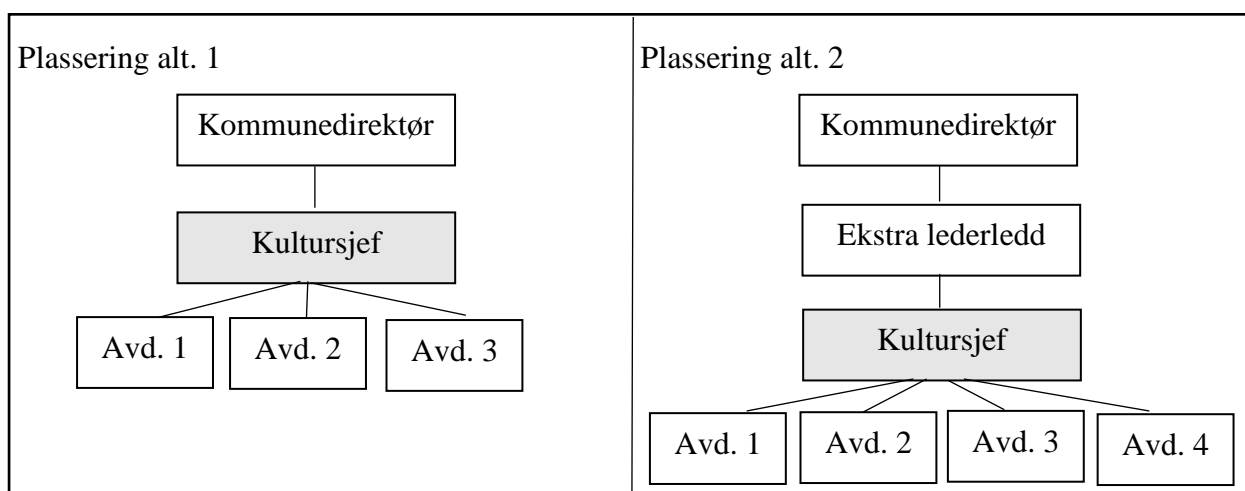 Plassering alt. 1
Kommunedirektør
Kultursjef
Avd. 1
Avd. 2
Avd. 3
Plassering alt. 2
Kommunedirektør
Ekstra lederledd
Kultursjef
Avd. 1
Avd. 2
Avd. 3
Avd. 4